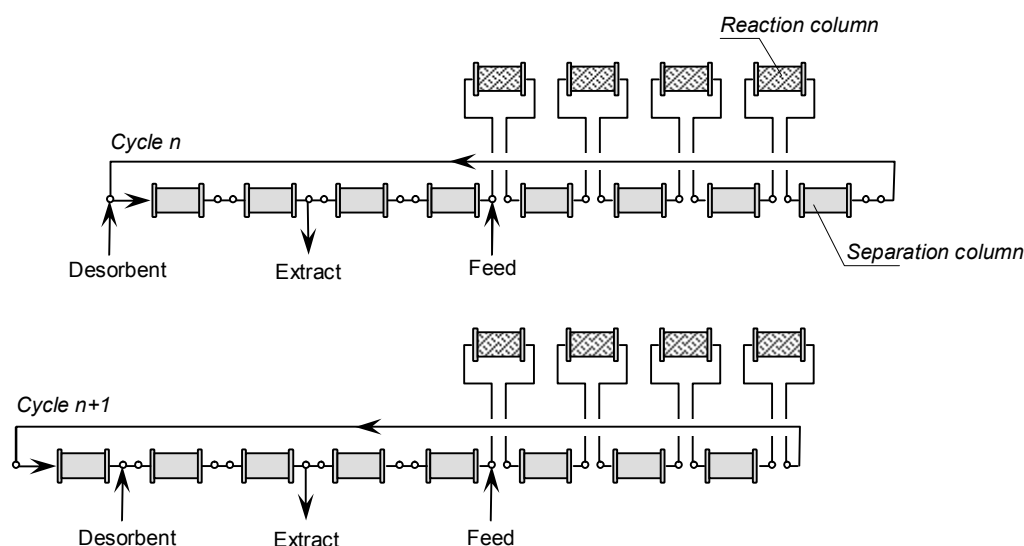 Reaction column
Cycle n
Desorbent
Extract
Feed
Separation column
Cycle n+1
Desorbent
Extract
Feed